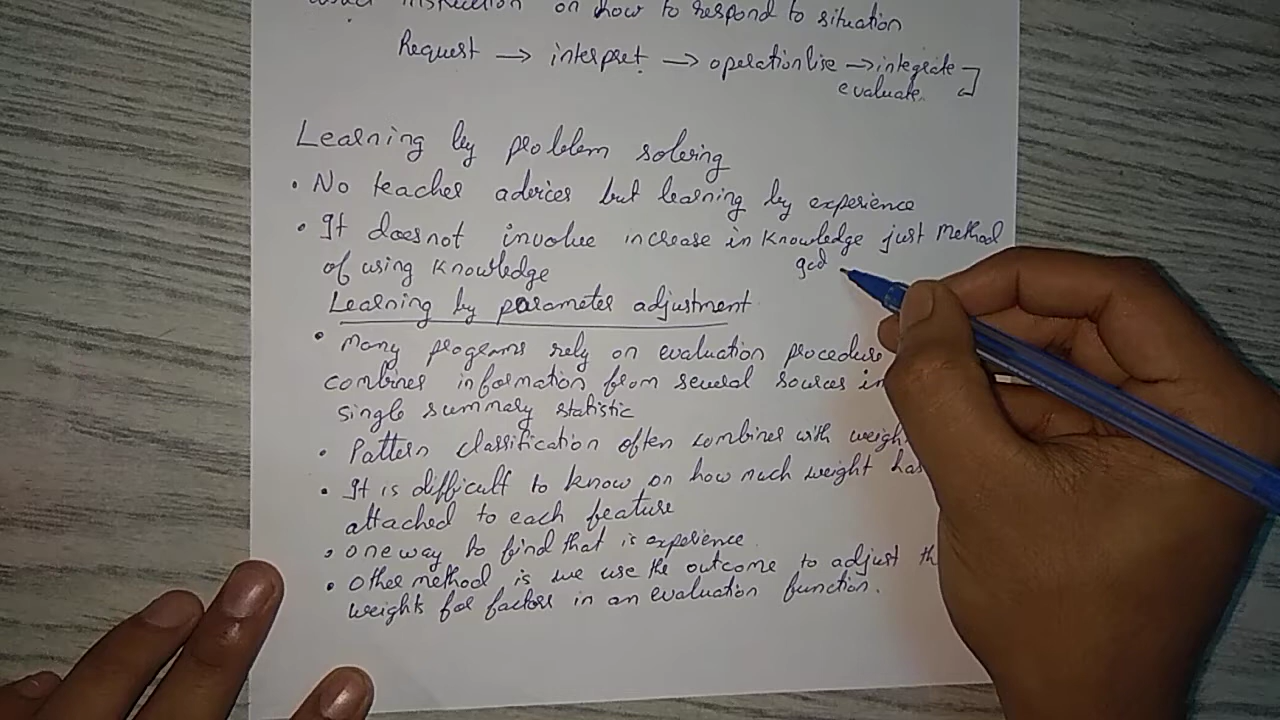 instruction on how to respond to situation
Request → interpret → operationlise → integrate
evaluate
Learning by problem solving
• No teacher advices but learning by experience
• It does not involve increase in Knowledge just Method
of using Knowledge
Learning by parameter adjustment
• Many programs rely on evaluation procedure
combines information from several sources in
single summary statistic
• Pattern classification often combines with weigh
• It is difficult to know on how much weight has
attached to each feature
• one way to find that is experience
• Other method is we use the outcome to adjust th
weights for factors in an evaluation function.